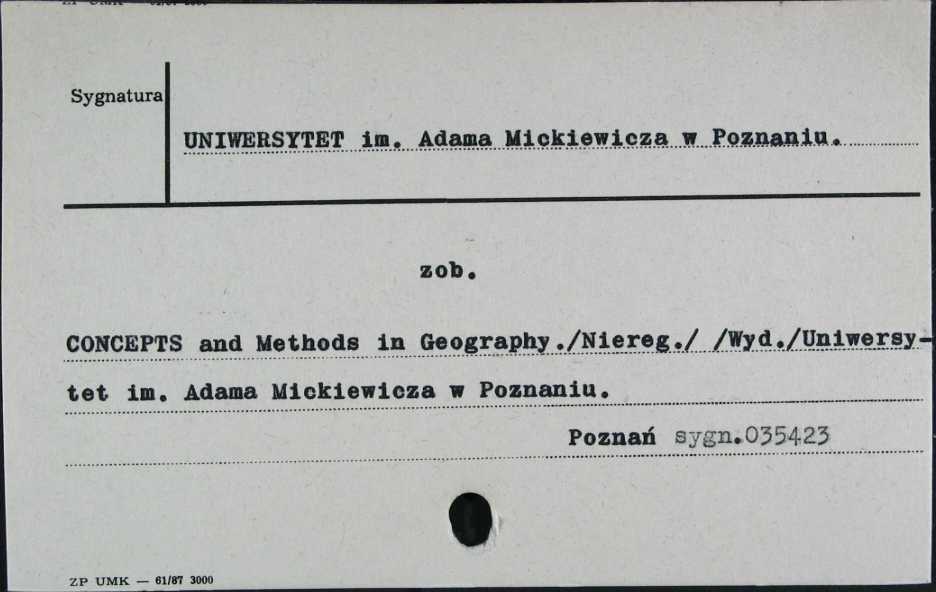 Sygnatura
UNIWERSYTET im. Adama Mickiewicza w Poznaniu.
zob.
CONCEPTS and Methods in Geography./Niereg./ /Wyd./Uniwersy-
tet im. Adama Mickiewicza w Poznaniu.
Poznań sygn.035423
ZP UMK — 61/87 3000